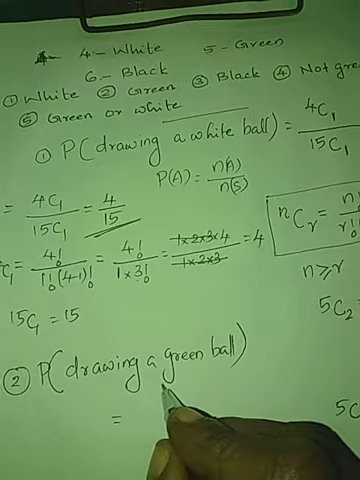 4:- White 5 - Green
6:- Black
① White ② Green ③ Black ④ Not gre
⑤ Green or white
① P(drawing a white ball) = 4C₁ / 15C₁
P(A) = n(A) / n(S)
= 4C₁ / 15C₁ = 4 / 15
nCr = n! / r!
n ≥ r
C₁ = 4! / 1!(4-1)! = 4! / 1×3! = 1×2×3×4 / 1×2×3 = 4
15C₁ = 15
5C₂ =
② P(drawing a green ball)
=
5C